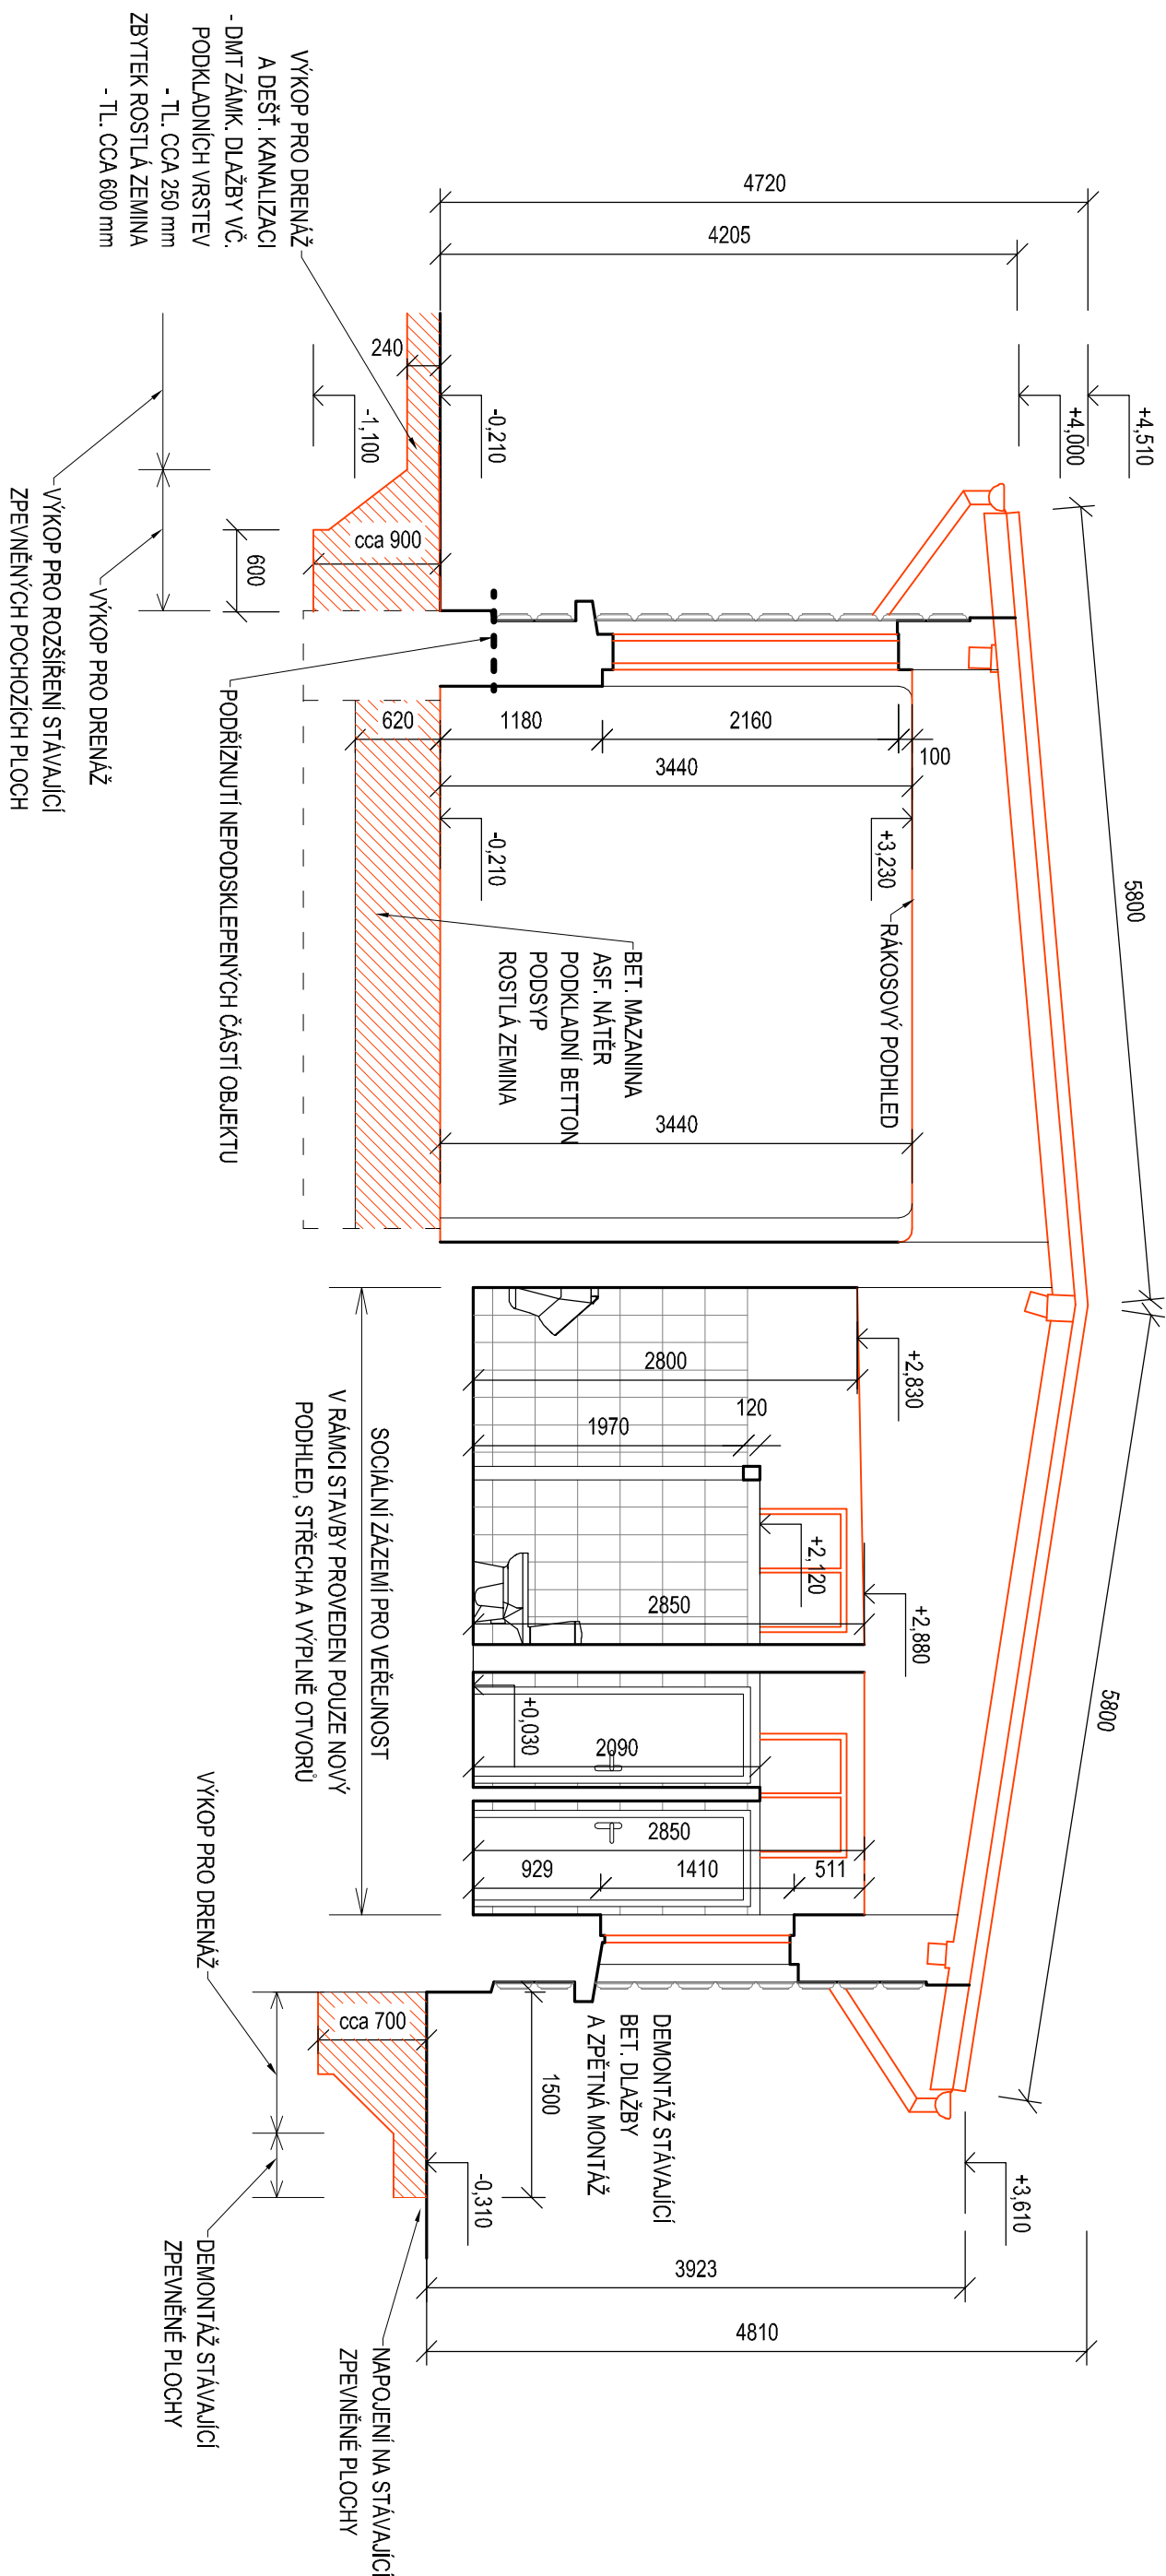 VÝKOP PRO DRENÁŽ
A DEŠŤ. KANALIZACI
- DMT ZÁMK. DLAŽBY VČ.
PODKLADNÍCH VRSTEV
- TL. CCA 250 mm
ZBYTEK ROSTLÁ ZEMINA
- TL. CCA 600 mm
4720
4205
240
-1,100
-0,210
+4,000
+4,510
cca 900
600
VÝKOP PRO DRENÁŽ
VÝKOP PRO ROZŠÍŘENÍ STÁVAJÍCÍ
ZPEVNĚNÝCH POCHOZÍCH PLOCH
PODŘÍZNUTÍ NEPODSKLEPENÝCH ČÁSTÍ OBJEKTU
620
1180
2160
100
3440
-0,210
+3,230
5800
RÁKOSOVÝ PODHLED
BET. MAZANINA
ASF. NÁTĚR
PODKLADNÍ BETTON
PODSYP
ROSTLÁ ZEMINA
3440
+2,830
2800
120
1970
+2,120
2850
+2,880
SOCIÁLNÍ ZÁZEMÍ PRO VEŘEJNOST
V RÁMCI STAVBY PROVEDEN POUZE NOVÝ
PODHLED, STŘECHA A VÝPLNĚ OTVORŮ
5800
+0,030
2090
2850
929
1410
511
VÝKOP PRO DRENÁŽ
cca 700
1500
DEMONTÁŽ STÁVAJÍCÍ
BET. DLAŽBY
A ZPĚTNÁ MONTÁŽ
-0,310
+3,610
3923
4810
DEMONTÁŽ STÁVAJÍCÍ
ZPEVNĚNÉ PLOCHY
NAPOJENÍ NA STÁVAJÍCÍ
ZPEVNĚNÉ PLOCHY